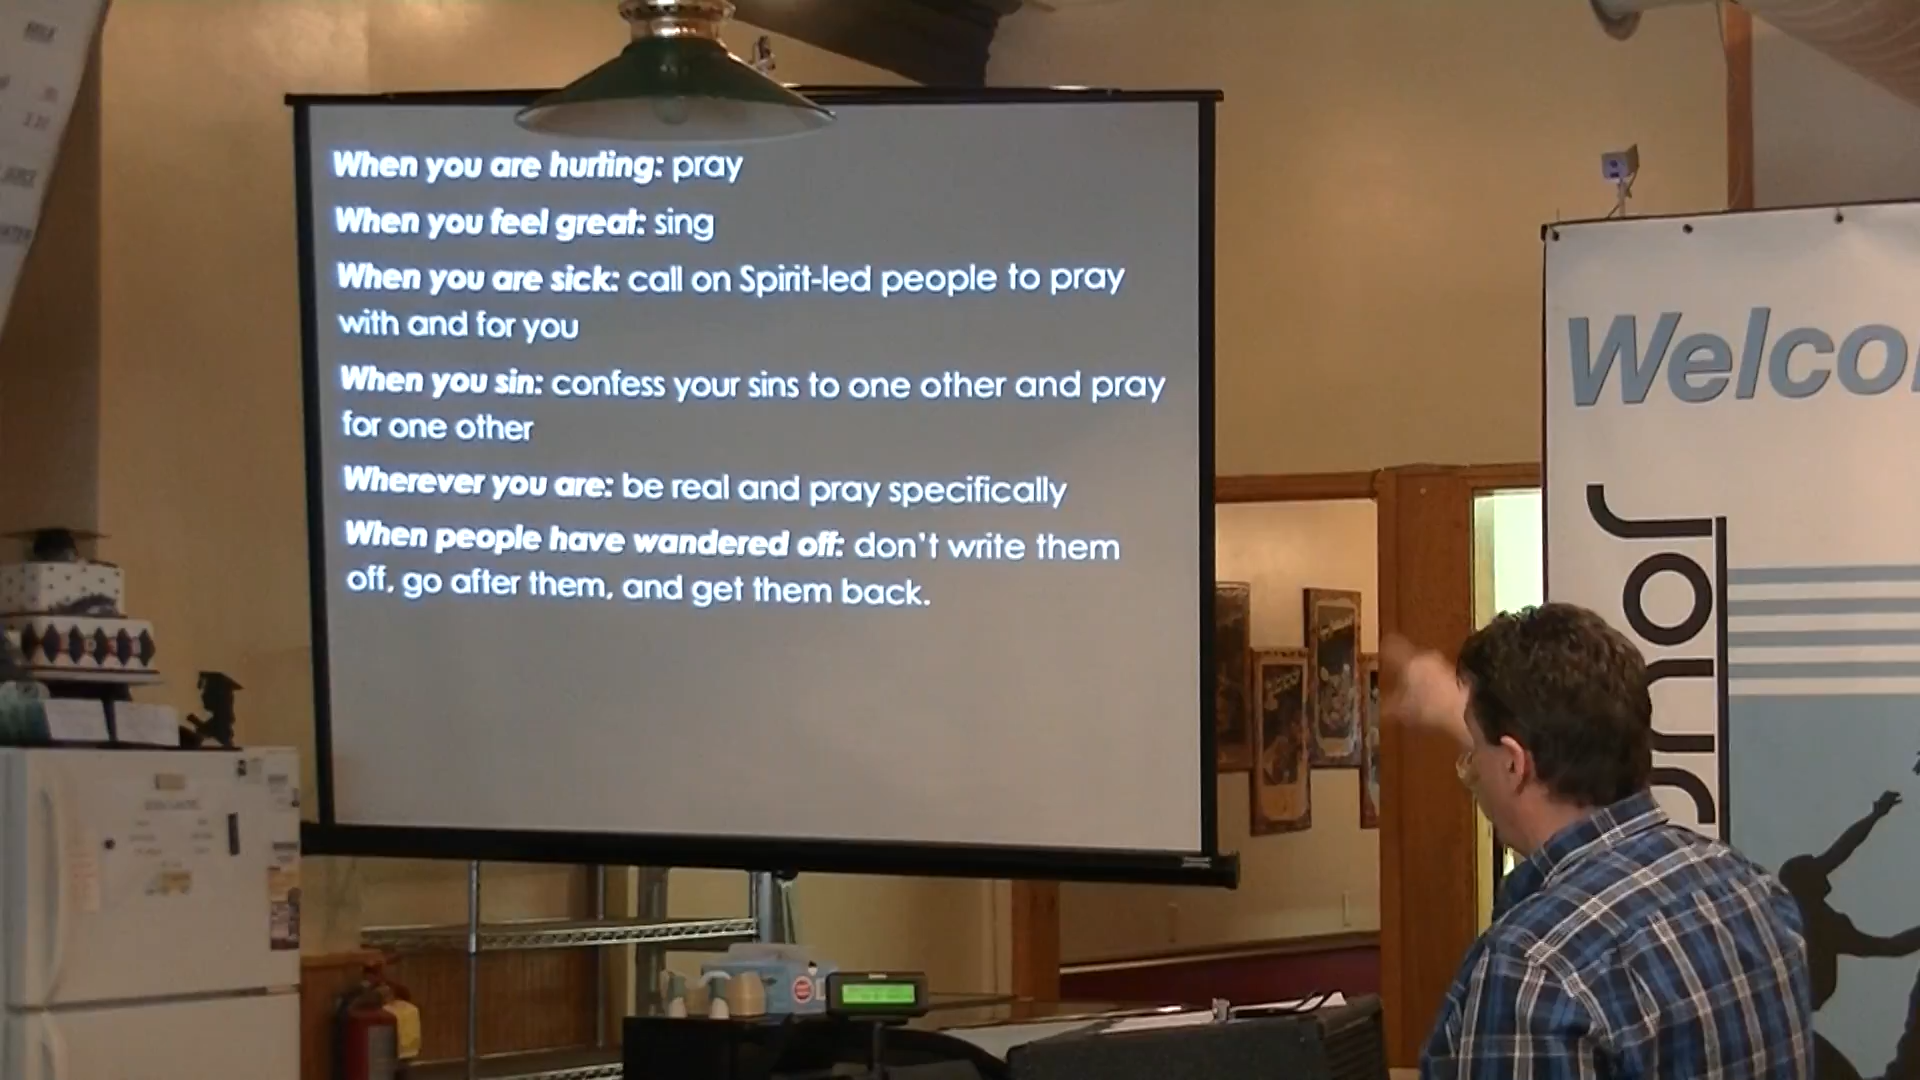 When you are hurting: pray
When you feel great: sing
When you are sick: call on Spirit-led people to pray
with and for you
When you sin: confess your sins to one other and pray
for one other
Wherever you are: be real and pray specifically
When people have wandered off: don't write them
off, go after them, and get them back.
Welco